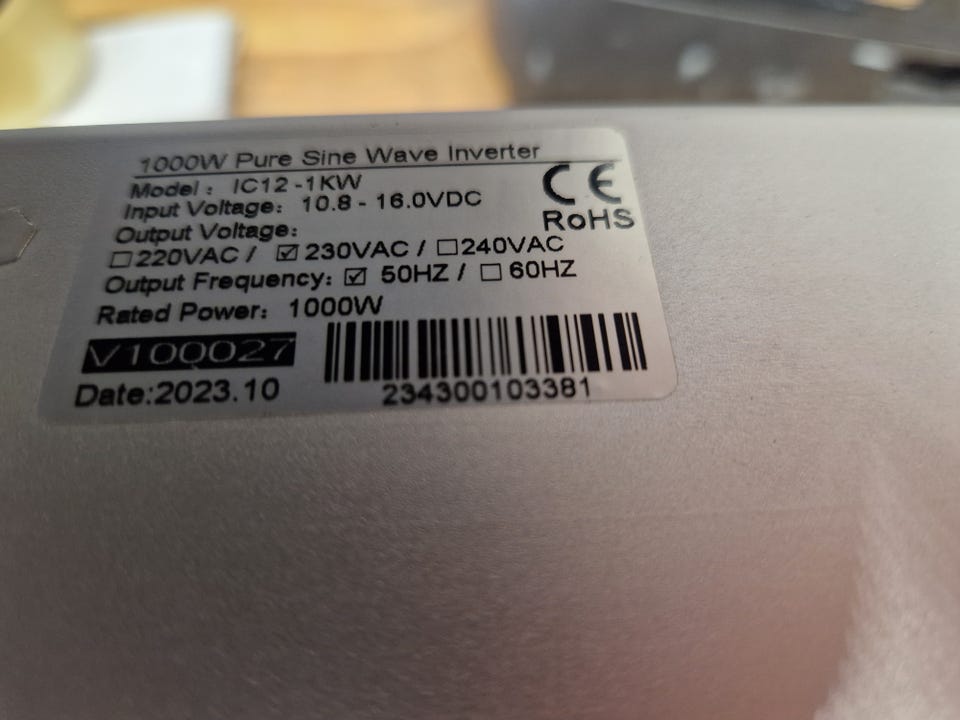 1000W Pure Sine Wave Inverter
Model : IC12-1KW
Input Voltage: 10.8 - 16.0VDC
CE
RoHS
Output Voltage:
☐220VAC / ☑230VAC / ☐240VAC
Output Frequency: ☑ 50HZ / ☐ 60HZ
Rated Power: 1000W
V100027
Date:2023.10
234300103381